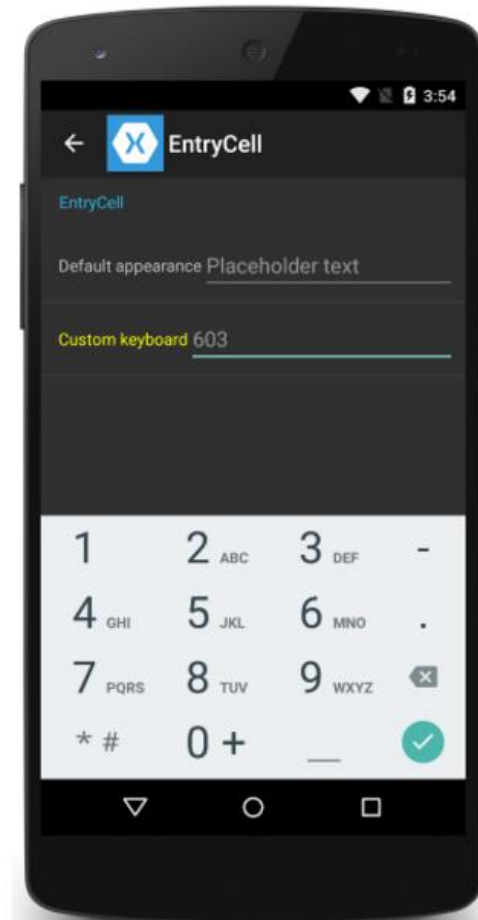 3:54
EntryCell
EntryCell
Default appearance Placeholder text
Custom keyboard 603
1 2 ABC 3 DEF -
4 GHI 5 JKL 6 MNO .
7 PQRS 8 TUV 9 WXYZ
* # 0 + _